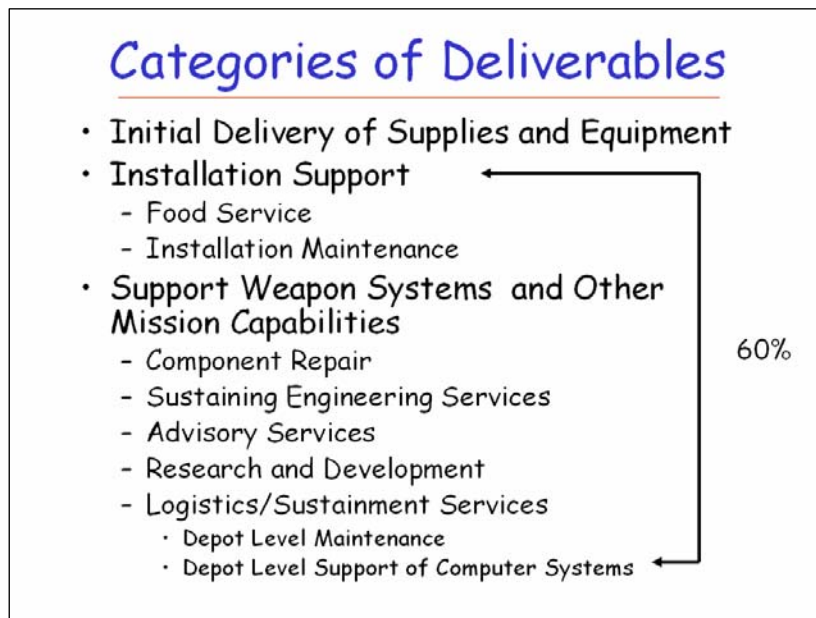 Categories of Deliverables
• Initial Delivery of Supplies and Equipment
• Installation Support
– Food Service
– Installation Maintenance
• Support Weapon Systems and Other
Mission Capabilities
– Component Repair
– Sustaining Engineering Services
– Advisory Services
– Research and Development
– Logistics/Sustainment Services
• Depot Level Maintenance
• Depot Level Support of Computer Systems
60%